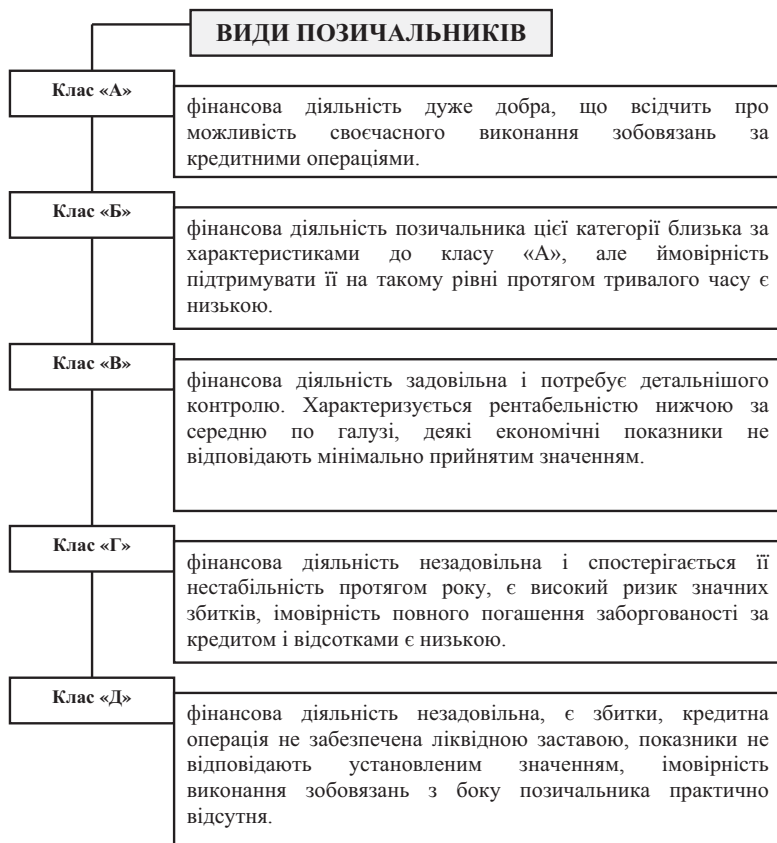 ВИДИ ПОЗИЧАЛЬНИКІВ
Клас «А»
фінансова діяльність дуже добра, що всідчить про
можливість своєчасного виконання зобовязань за
кредитними операціями.
Клас «Б»
фінансова діяльність позичальника цієї категорії близька за
характеристиками до класу «А», але ймовірність
підтримувати її на такому рівні протягом тривалого часу є
низькою.
Клас «В»
фінансова діяльність задовільна і потребує детальнішого
контролю. Характеризується рентабельністю нижчою за
середню по галузі, деякі економічні показники не
відповідають мінімально прийнятим значенням.
Клас «Г»
фінансова діяльність незадовільна і спостерігається її
нестабільність протягом року, є високий ризик значних
збитків, імовірність повного погашення заборгованості за
кредитом і відсотками є низькою.
Клас «Д»
фінансова діяльність незадовільна, є збитки, кредитна
операція не забезпечена ліквідною заставою, показники не
відповідають установленим значенням, імовірність
виконання зобовязань з боку позичальника практично
відсутня.